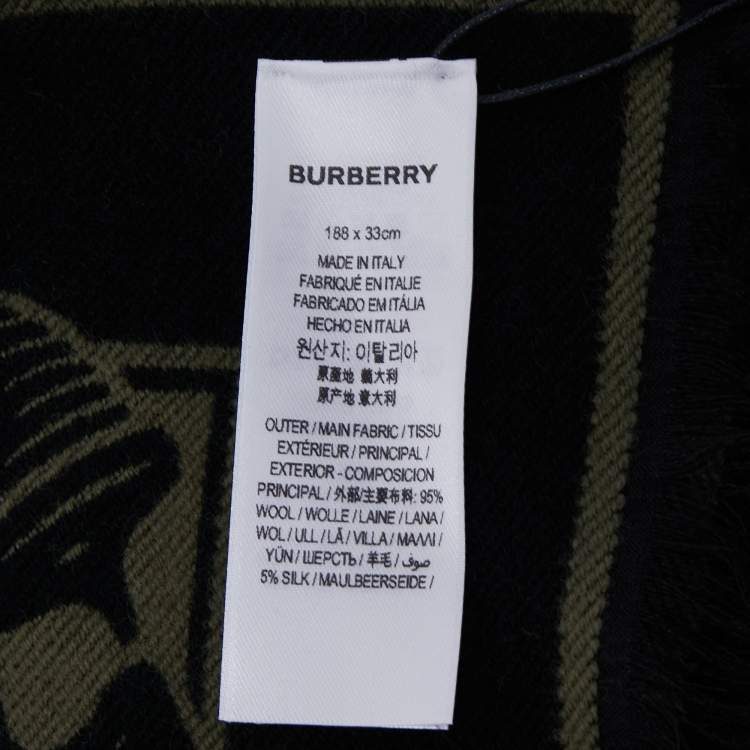 BURBERRY
188 x 33cm
MADE IN ITALY
FABRIQUÉ EN ITALIE
FABRICADO EM ITÁLIA
HECHO EN ITALIA
원산지: 이탈리아
原產地 義大利
原产地 意大利
OUTER / MAIN FABRIC / TISSU
EXTÉRIEUR / PRINCIPAL /
EXTERIOR - COMPOSICION
PRINCIPAL / 外部/主要布料: 95%
WOOL / WOLLE / LAINE / LANA /
WOL / ULL / LÃ / VILLA / ΜΑΛΛΙ /
YÜN / ШЕРСТЬ / 羊毛 / صوف /
5% SILK / MAULBEERSEIDE /